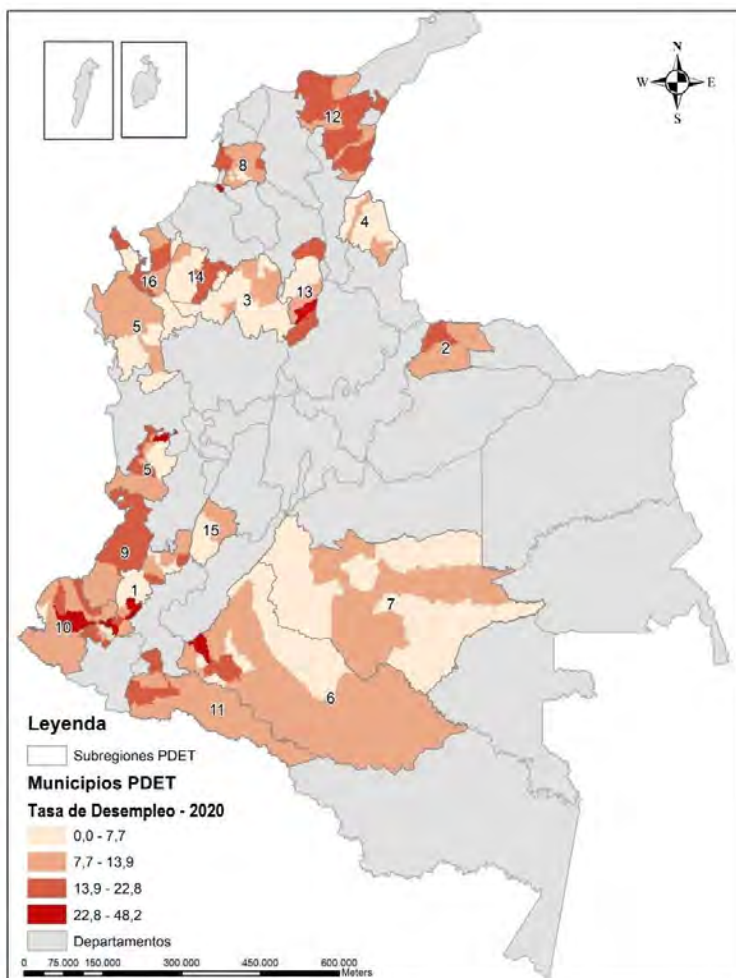 N
W E
S
12
8
4
16
14
3
13
5
2
5
15
9
1
7
10
6
11
Leyenda
Subregiones PDET
Municipios PDET
Tasa de Desempleo - 2020
0,0 - 7,7
7,7 - 13,9
13,9 - 22,8
22,8 - 48,2
Departamentos
0 75.000 150.000 300.000 450.000 600.000
Meters